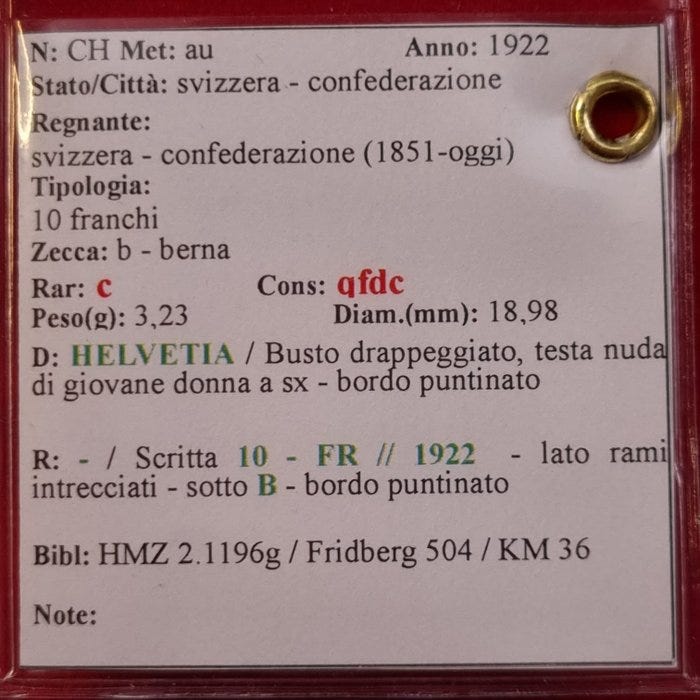 N: CH Met: au Anno: 1922
Stato/Città: svizzera - confederazione
Regnante:
svizzera - confederazione (1851-oggi)
Tipologia:
10 franchi
Zecca: b - berna
Rar: c Cons: qfdc
Peso(g): 3,23 Diam.(mm): 18,98
D: HELVETIA / Busto drappeggiato, testa nuda
di giovane donna a sx - bordo puntinato
R: - / Scritta 10 - FR // 1922 - lato rami
intrecciati - sotto B - bordo puntinato
Bibl: HMZ 2.1196g / Fridberg 504 / KM 36
Note: